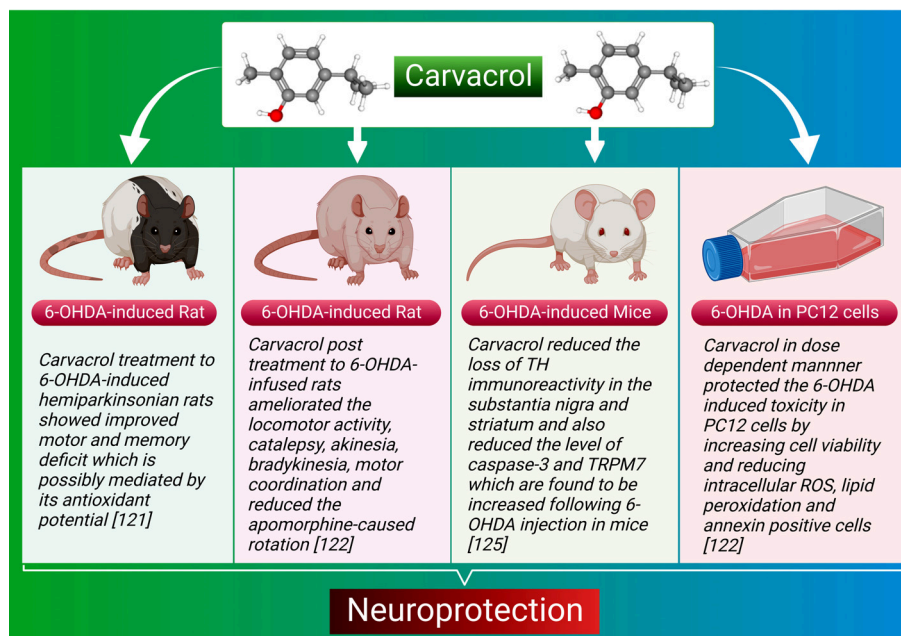 Carvacrol
6-OHDA-induced Rat
Carvacrol treatment to
6-OHDA-induced
hemiparkinsonian rats
showed improved
motor and memory
deficit which is
possibly mediated by
its antioxidant
potential [121]
6-OHDA-induced Rat
Carvacrol post
treatment to 6-OHDA-
infused rats
ameliorated the
locomotor activity,
catalepsy, akinesia,
bradykinesia, motor
coordination and
reduced the
apomorphine-caused
rotation [122]
6-OHDA-induced Mice
Carvacrol reduced the
loss of TH
immunoreactivity in the
substantia nigra and
striatum and also
reduced the level of
caspase-3 and TRPM7
which are found to be
increased following 6-
OHDA injection in mice
[125]
6-OHDA in PC12 cells
Carvacrol in dose
dependent mannner
protected the 6-OHDA
induced toxicity in
PC12 cells by
increasing cell viability
and reducing
intracellular ROS, lipid
peroxidation and
annexin positive cells
[122]
Neuroprotection